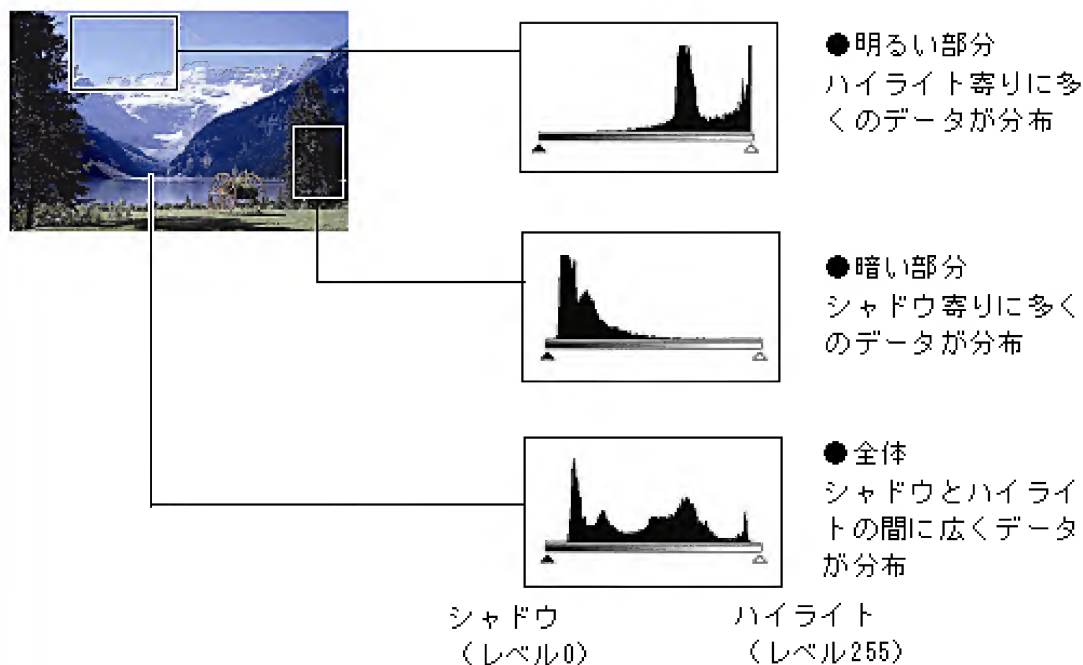 ●明るい部分
ハイライト寄りに多
くのデータが分布
●暗い部分
シャドウ寄りに多く
のデータが分布
●全体
シャドウとハイライ
トの間に広くデータ
が分布
シャドウ
（レベル0）
ハイライト
（レベル255）